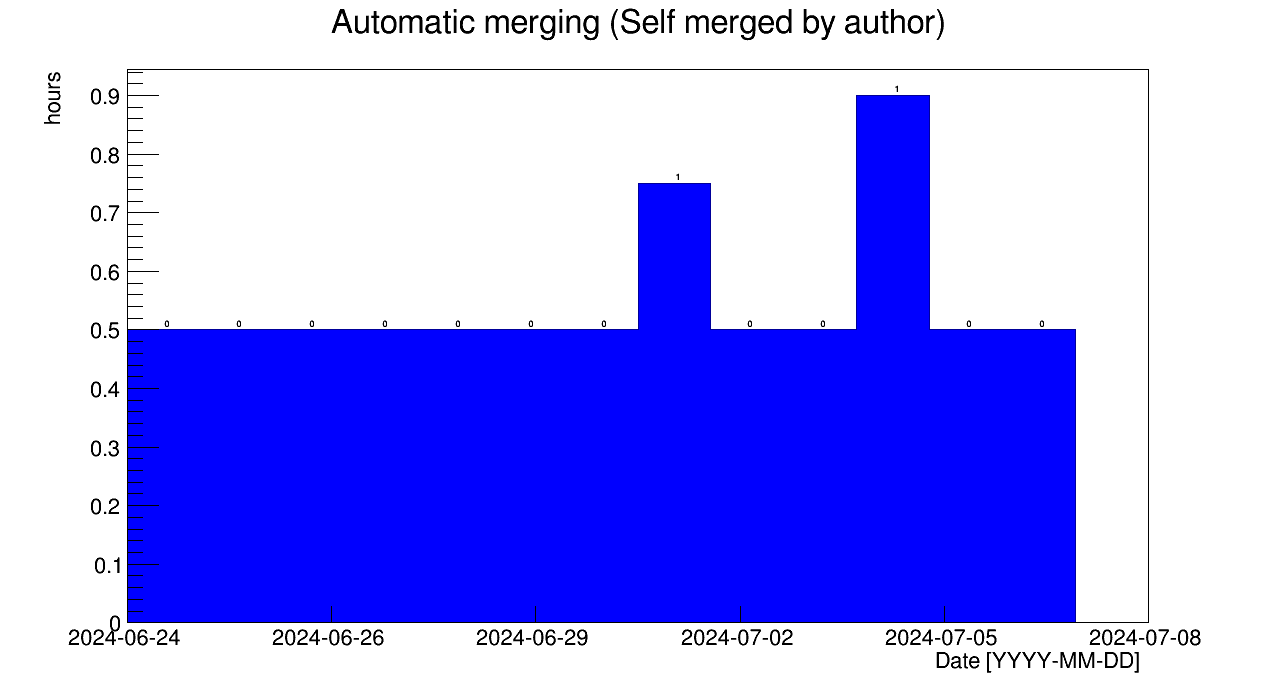 Automatic merging (Self merged by author)
hours
0.9
0.8
0.7
0.6
0.5
0.4
0.3
0.2
0.1
0
0 0 0 0 0 0 0 1 0 0 1 0 0
2024-06-24 2024-06-26 2024-06-29 2024-07-02 2024-07-05 2024-07-08
Date [YYYY-MM-DD]